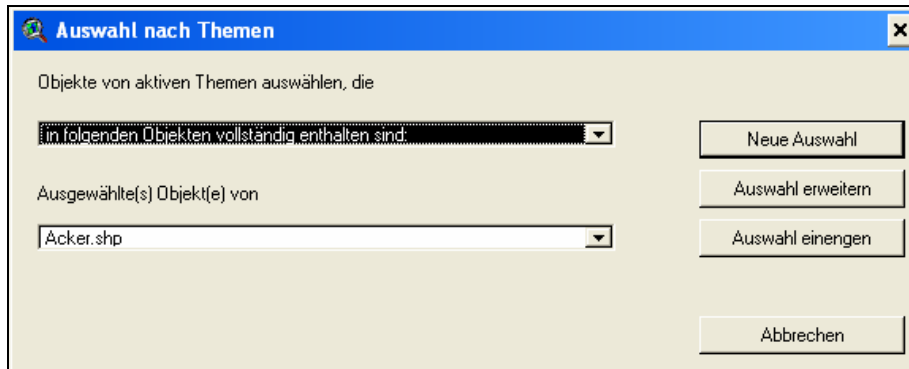 Auswahl nach Themen
Objekte von aktiven Themen auswählen, die
in folgenden Objekten vollständig enthalten sind:
Neue Auswahl
Ausgewählte(s) Objekt(e) von
Auswahl erweitern
Acker.shp
Auswahl einengen
Abbrechen